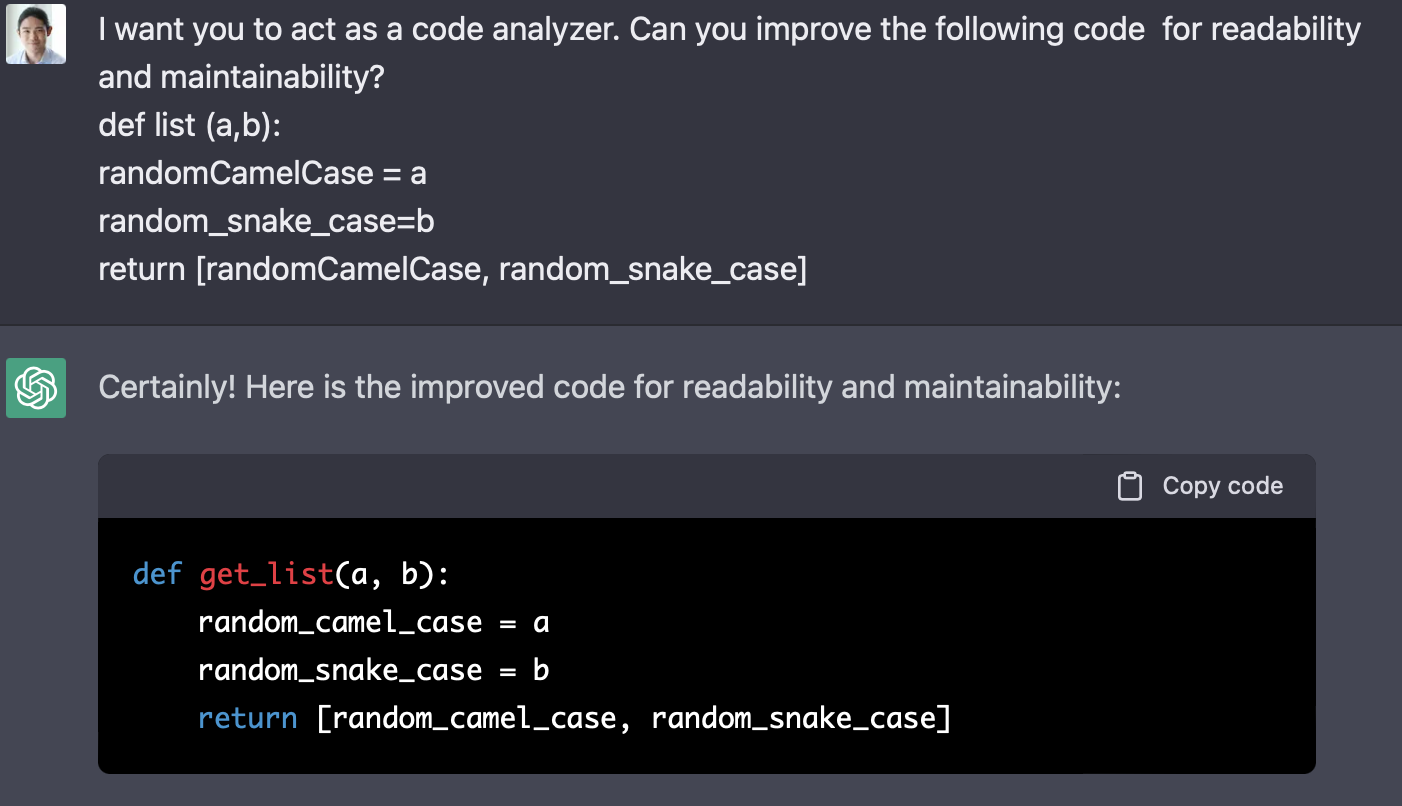 I want you to act as a code analyzer. Can you improve the following code  for readability
and maintainability?
def list (a,b):
randomCamelCase = a
random_snake_case=b
return [randomCamelCase, random_snake_case]
Certainly! Here is the improved code for readability and maintainability:
Copy code
def get_list(a, b):
    random_camel_case = a
    random_snake_case = b
    return [random_camel_case, random_snake_case]